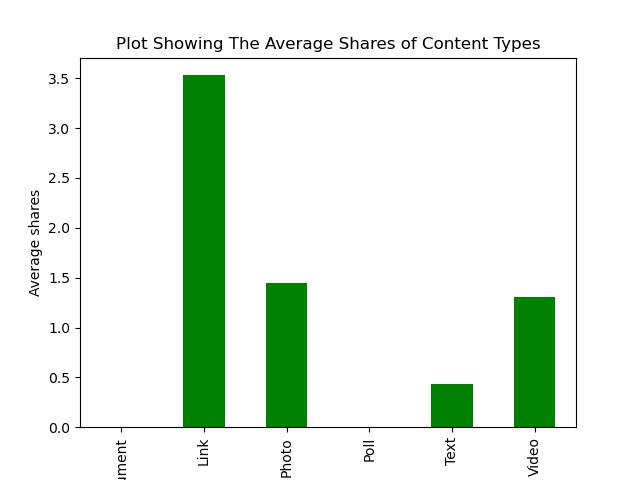 Plot Showing The Average Shares of Content Types
Average shares
3.5
3.0
2.5
2.0
1.5
1.0
0.5
0.0
ument
Link
Photo
Poll
Text
Video